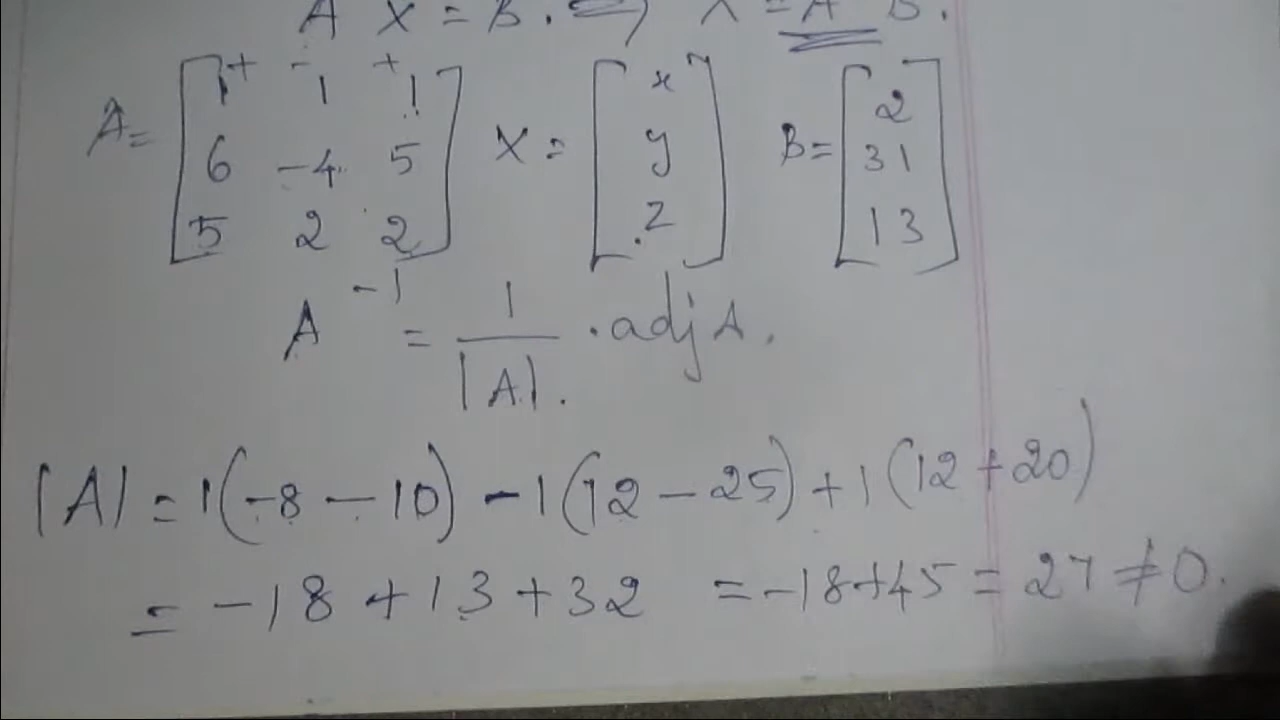 A X = B. ⟹ X = A B.
A = [1⁺ 1⁻ 1⁺; 6 -4 5; 5 2 2] X = [x; y; z] B = [2; 31; 13]
A⁻¹ = 1/|A|. · adj A.
|A| = 1(-8 - 10) - 1(12 - 25) + 1(12 + 20)
= -18 + 13 + 32 = -18+45 = 27 ≠ 0.